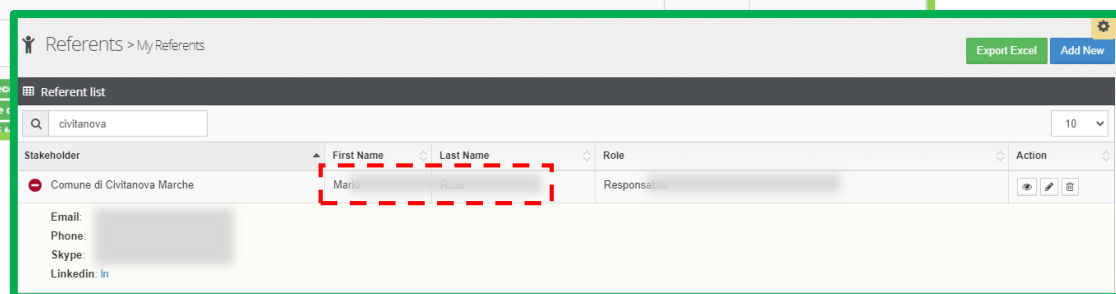 Referents > My Referents
Export Excel Add New
Referent list
civitanova 10
Stakeholder First Name Last Name Role Action
Comune di Civitanova Marche Mario
Email:
Phone:
Skype:
Linkedin: In